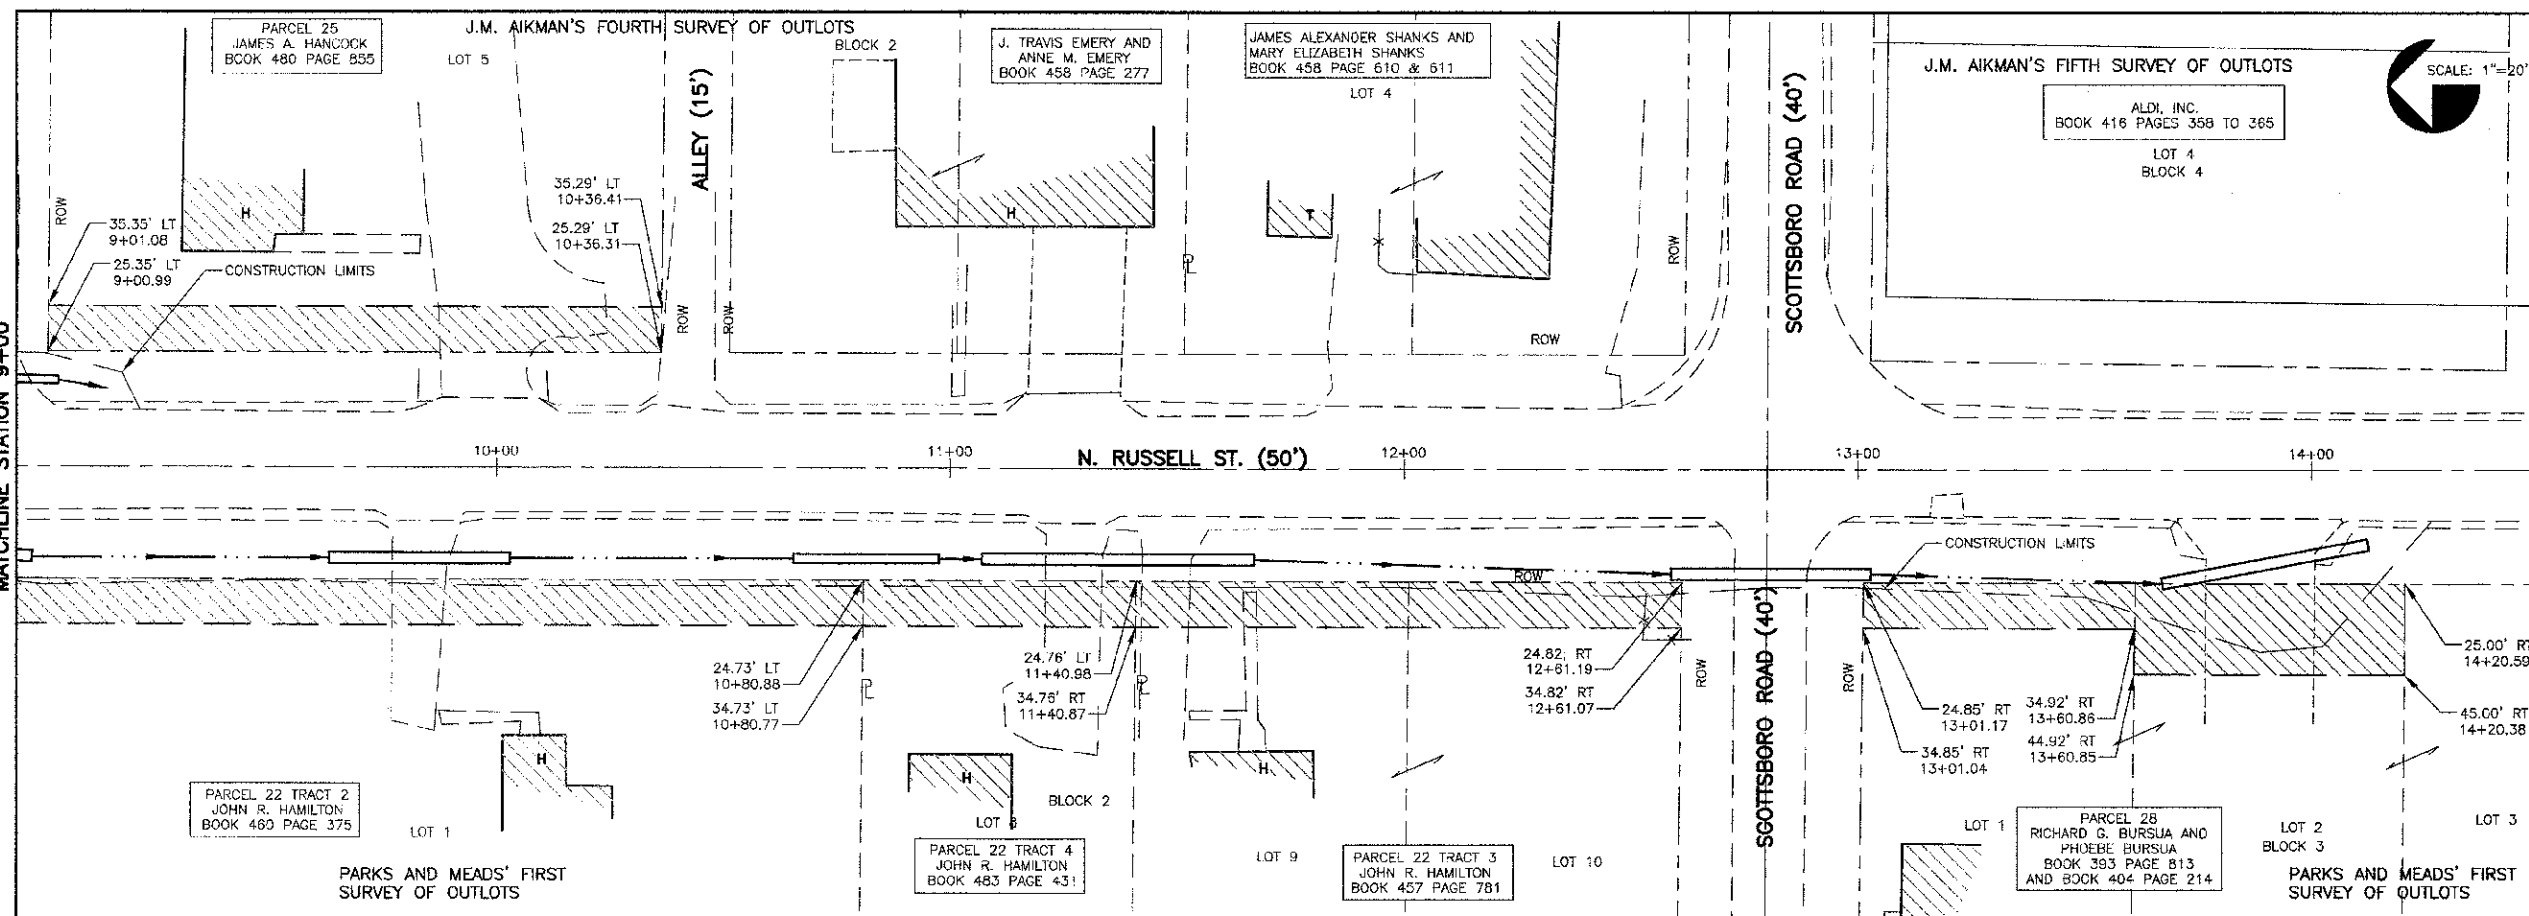 PARCEL 25
JAMES A. HANCOCK
BOOK 480 PAGE 855
J.M. AIKMAN'S FOURTH SURVEY OF OUTLOTS
LOT 5
BLOCK 2
J. TRAVIS EMERY AND
ANNE M. EMERY
BOOK 458 PAGE 277
JAMES ALEXANDER SHANKS AND
MARY ELIZABETH SHANKS
BOOK 458 PAGE 610 & 611
LOT 4
J.M. AIKMAN'S FIFTH SURVEY OF OUTLOTS
SCALE: 1"=20'
ALDI, INC.
BOOK 416 PAGES 358 TO 365
LOT 4
BLOCK 4
ALLEY (15')
SCOTTSBORO ROAD (40')
ROW
35.35' LT
9+01.08
25.35' LT
9+00.99
CONSTRUCTION LIMITS
H
35.29' LT
10+36.41
25.29' LT
10+36.31
ROW
ROW
H
PL
T
X
ROW
ROW
MATCHLINE STATION 9+00
10+00
11+00
N. RUSSELL ST. (50')
12+00
13+00
14+00
CONSTRUCTION LIMITS
ROW
24.73' LT
10+80.88
34.73' LT
10+80.77
PL
24.76' LT
11+40.98
34.76' RT
11+40.87
PL
24.82, RT
12+61.19
34.82' RT
12+61.07
ROW
SGOTTSBORO ROAD (40')
ROW
24.85' RT
13+01.17
34.85' RT
13+01.04
34.92' RT
13+60.86
44.92' RT
13+60.85
25.00' RT
14+20.59
45.00' RT
14+20.38
H
H
H
PARCEL 22 TRACT 2
JOHN R. HAMILTON
BOOK 460 PAGE 375
LOT 1
PARKS AND MEADS' FIRST
SURVEY OF OUTLOTS
BLOCK 2
LOT 8
PARCEL 22 TRACT 4
JOHN R. HAMILTON
BOOK 483 PAGE 431
LOT 9
PARCEL 22 TRACT 3
JOHN R. HAMILTON
BOOK 457 PAGE 781
LOT 10
LOT 1
PARCEL 28
RICHARD G. BURSUA AND
PHOEBE BURSUA
BOOK 393 PAGE 813
AND BOOK 404 PAGE 214
LOT 2
BLOCK 3
LOT 3
PARKS AND MEADS' FIRST
SURVEY OF OUTLOTS